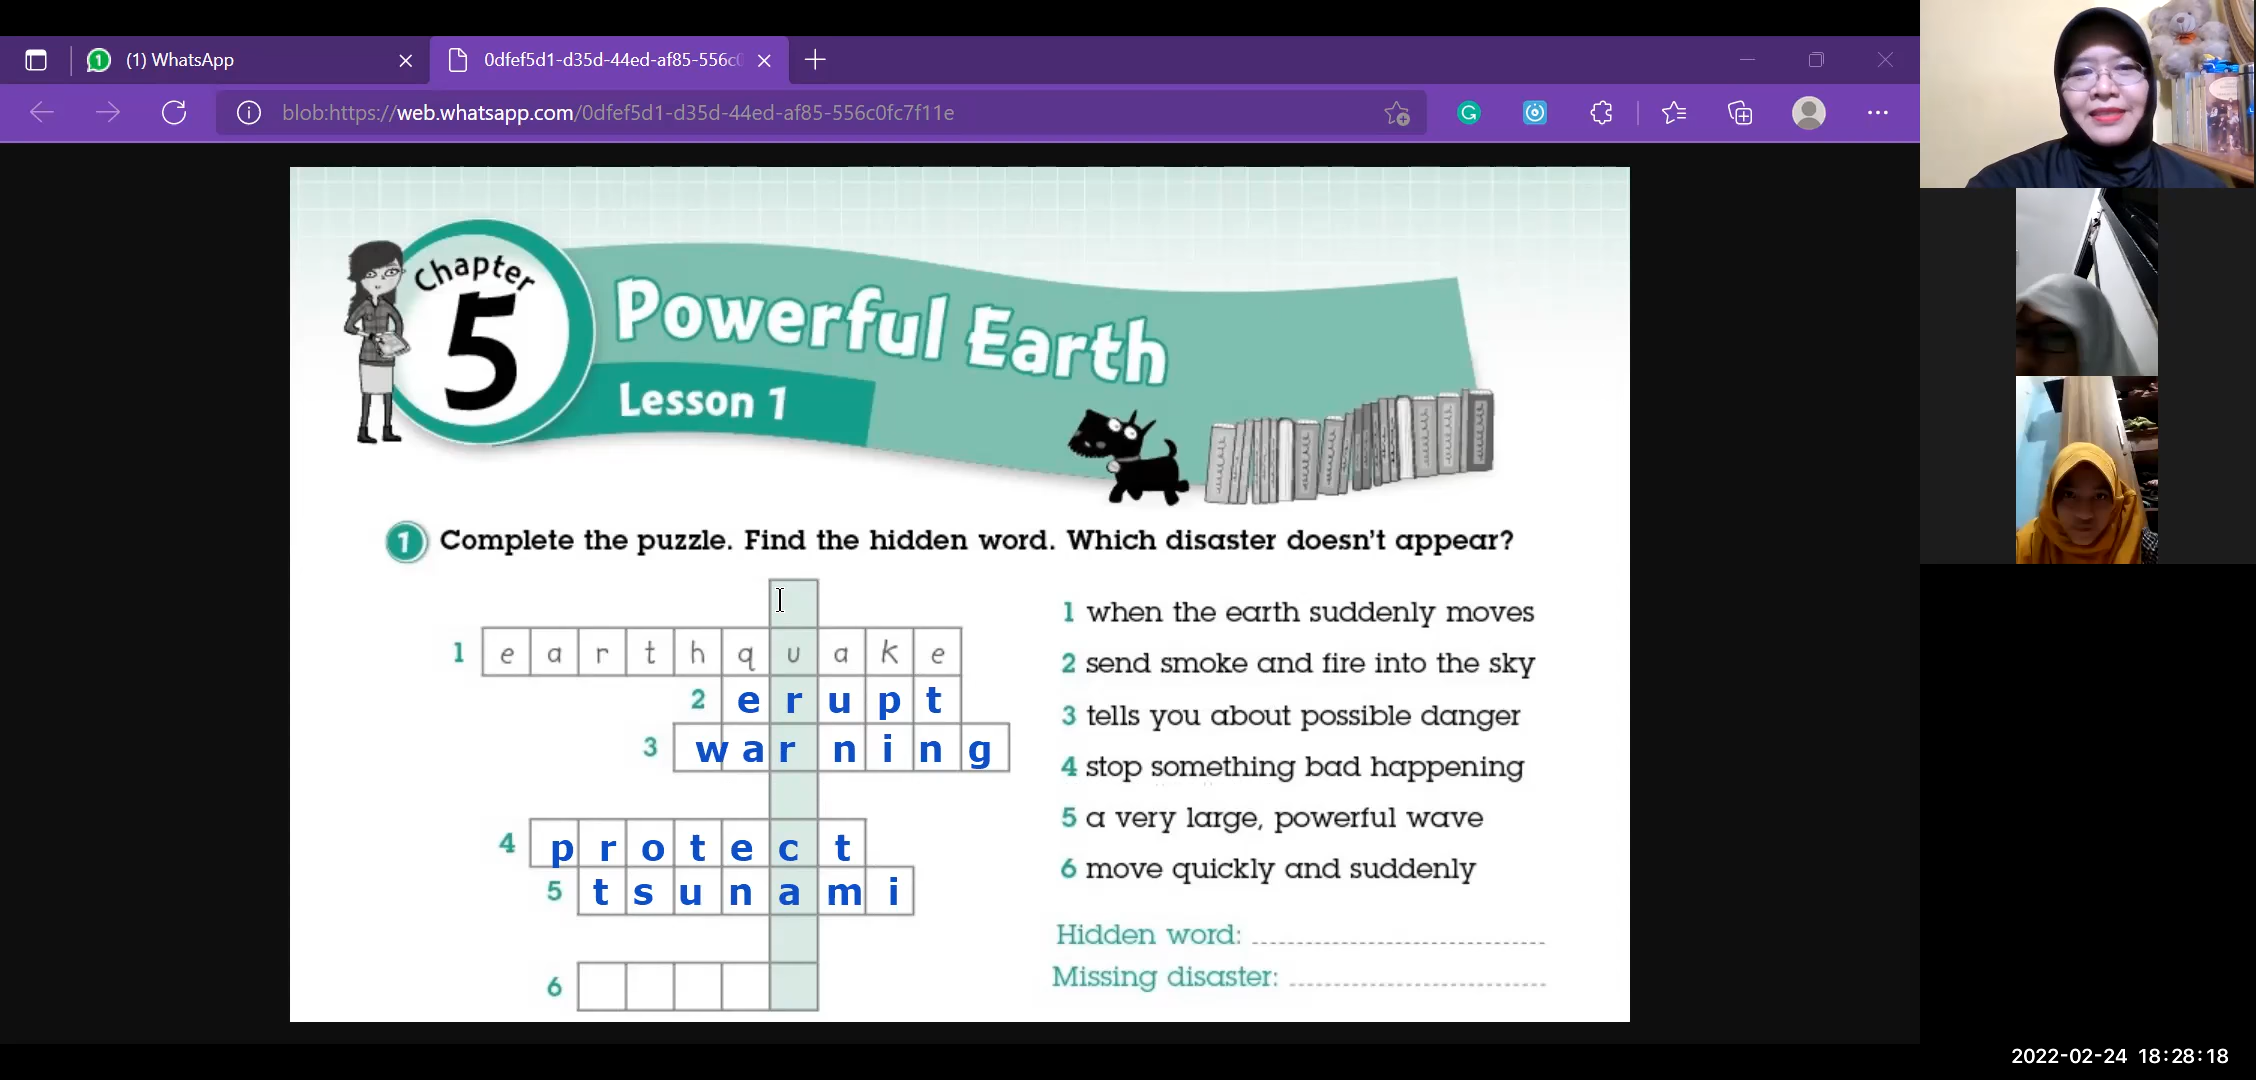 (1) WhatsApp
0dfef5d1-d35d-44ed-af85-556c0
blob:https://web.whatsapp.com/0dfef5d1-d35d-44ed-af85-556c0fc7f11e
Chapter
5
Powerful Earth
Lesson 1
1 Complete the puzzle. Find the hidden word. Which disaster doesn't appear?
1 e a r t h q u a k e
2 e r u p t
3 w a r n i n g
4 p r o t e c t
5 t s u n a m i
6
1 when the earth suddenly moves
2 send smoke and fire into the sky
3 tells you about possible danger
4 stop something bad happening
5 a very large, powerful wave
6 move quickly and suddenly
Hidden word:
Missing disaster:
2022-02-24 18:28:18